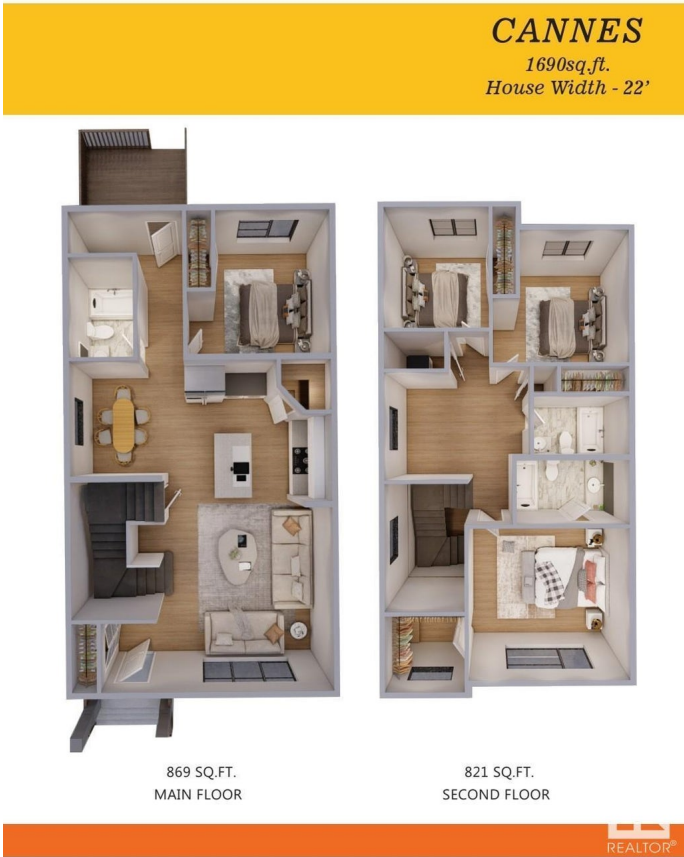 CANNES
1690sq.ft.
House Width - 22'
869 SQ.FT.
MAIN FLOOR
821 SQ.FT.
SECOND FLOOR
REALTOR®